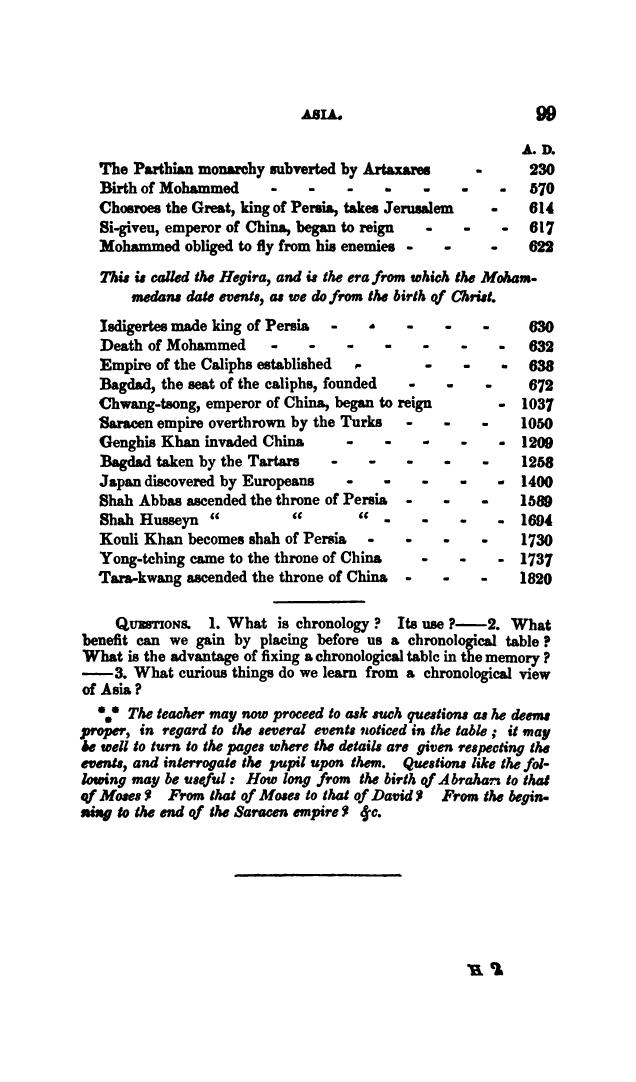 ASIA. 99
A. D.
The Parthian monarchy subverted by Artaxares - 230
Birth of Mohammed - - - - - - - 570
Chosroes the Great, king of Persia, takes Jerusalem - 614
Si-giveu, emperor of China, began to reign - - - 617
Mohammed obliged to fly from his enemies - - - 622
This is called the Hegira, and is the era from which the Moham-
medans date events, as we do from the birth of Christ.
Isdigertes made king of Persia - - - - - 630
Death of Mohammed - - - - - - - 632
Empire of the Caliphs established - - - - 638
Bagdad, the seat of the caliphs, founded - - - 672
Chwang-tsong, emperor of China, began to reign - 1037
Saracen empire overthrown by the Turks - - - 1050
Genghis Khan invaded China - - - - - 1209
Bagdad taken by the Tartars - - - - - 1258
Japan discovered by Europeans - - - - - 1400
Shah Abbas ascended the throne of Persia - - - 1589
Shah Husseyn “ “ “ - - - - 1694
Kouli Khan becomes shah of Persia - - - - 1730
Yong-tching came to the throne of China - - - 1737
Tara-kwang ascended the throne of China - - - 1820
QUESTIONS. 1. What is chronology? Its use?——2. What
benefit can we gain by placing before us a chronological table?
What is the advantage of fixing a chronological table in the memory?
——3. What curious things do we learn from a chronological view
of Asia?
*** The teacher may now proceed to ask such questions as he deems
proper, in regard to the several events noticed in the table; it may
be well to turn to the pages where the details are given respecting the
events, and interrogate the pupil upon them. Questions like the fol-
lowing may be useful: How long from the birth of Abraham to that
of Moses? From that of Moses to that of David? From the begin-
ning to the end of the Saracen empire? &c.
H 2